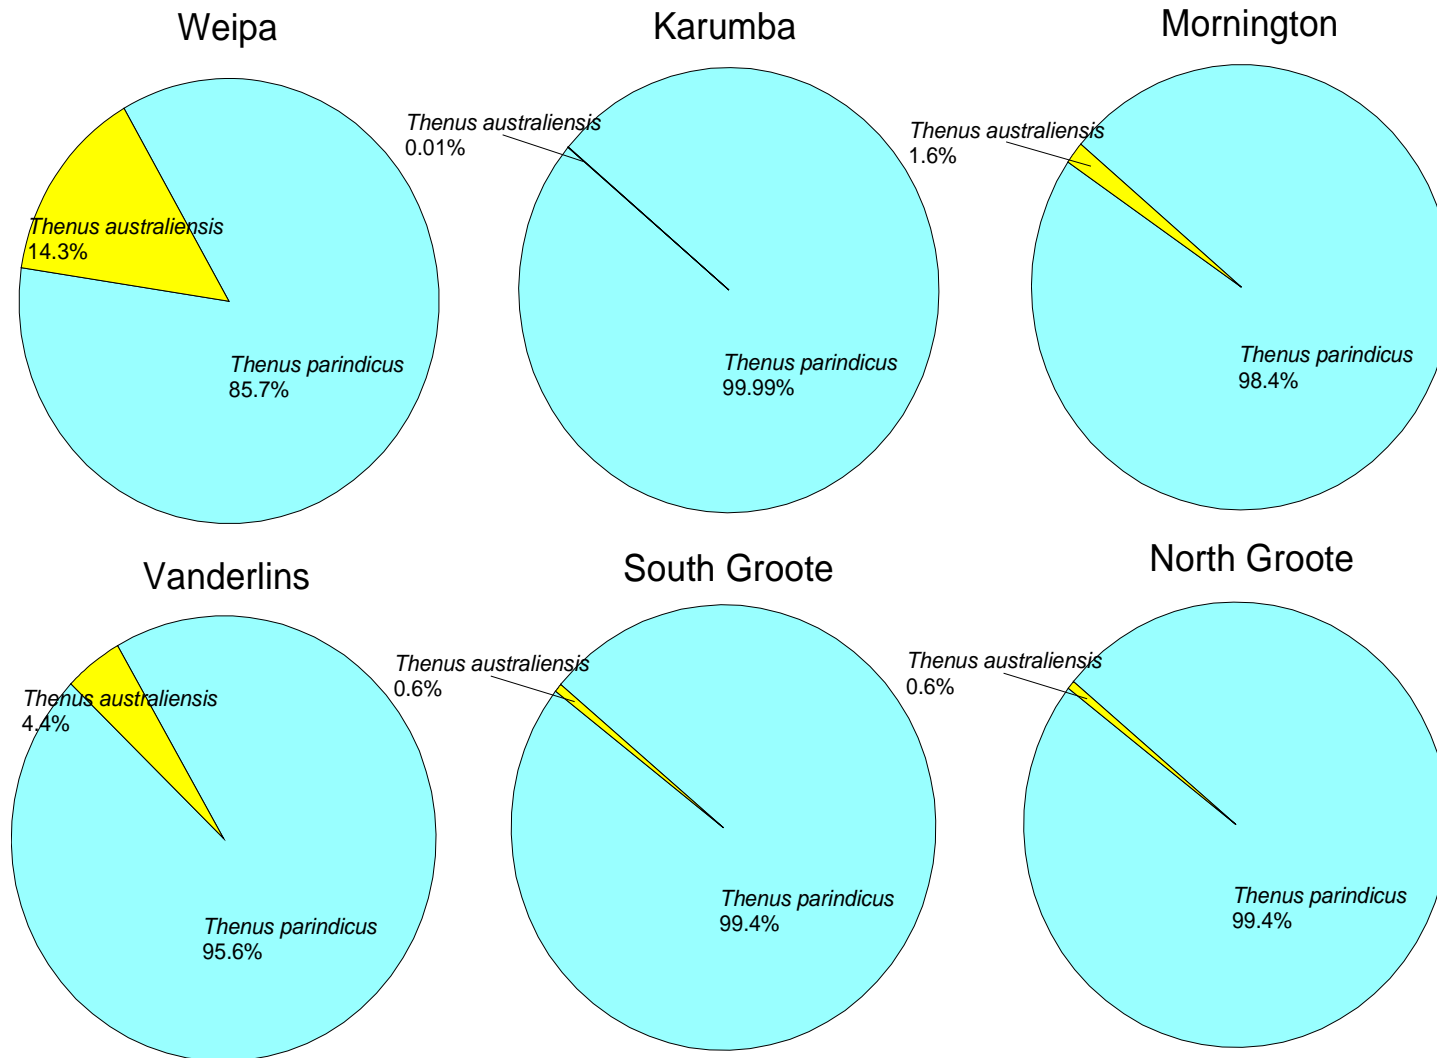 Weipa
Thenus australiensis
14.3%
Thenus parindicus
85.7%
Karumba
Thenus australiensis
0.01%
Thenus parindicus
99.99%
Mornington
Thenus australiensis
1.6%
Thenus parindicus
98.4%
Vanderlins
Thenus australiensis
4.4%
Thenus parindicus
95.6%
South Groote
Thenus australiensis
0.6%
Thenus parindicus
99.4%
North Groote
Thenus australiensis
0.6%
Thenus parindicus
99.4%